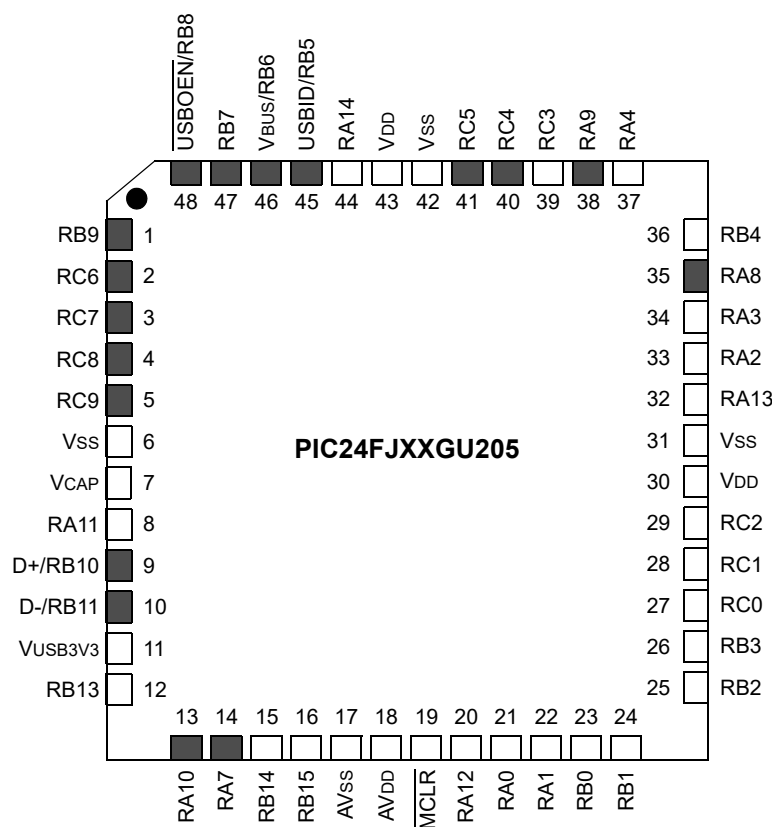 USBOEN/RB8
RB7
VBUS/RB6
USBID/RB5
RA14
VDD
VSS
RC5
RC4
RC3
RA9
RA4
48 47 46 45 44 43 42 41 40 39 38 37
RB9 1
RC6 2
RC7 3
RC8 4
RC9 5
VSS 6
VCAP 7
RA11 8
D+/RB10 9
D-/RB11 10
VUSB3V3 11
RB13 12
PIC24FJXXGU205
36 RB4
35 RA8
34 RA3
33 RA2
32 RA13
31 VSS
30 VDD
29 RC2
28 RC1
27 RC0
26 RB3
25 RB2
13 14 15 16 17 18 19 20 21 22 23 24
RA10
RA7
RB14
RB15
AVSS
AVDD
MCLR
RA12
RA0
RA1
RB0
RB1